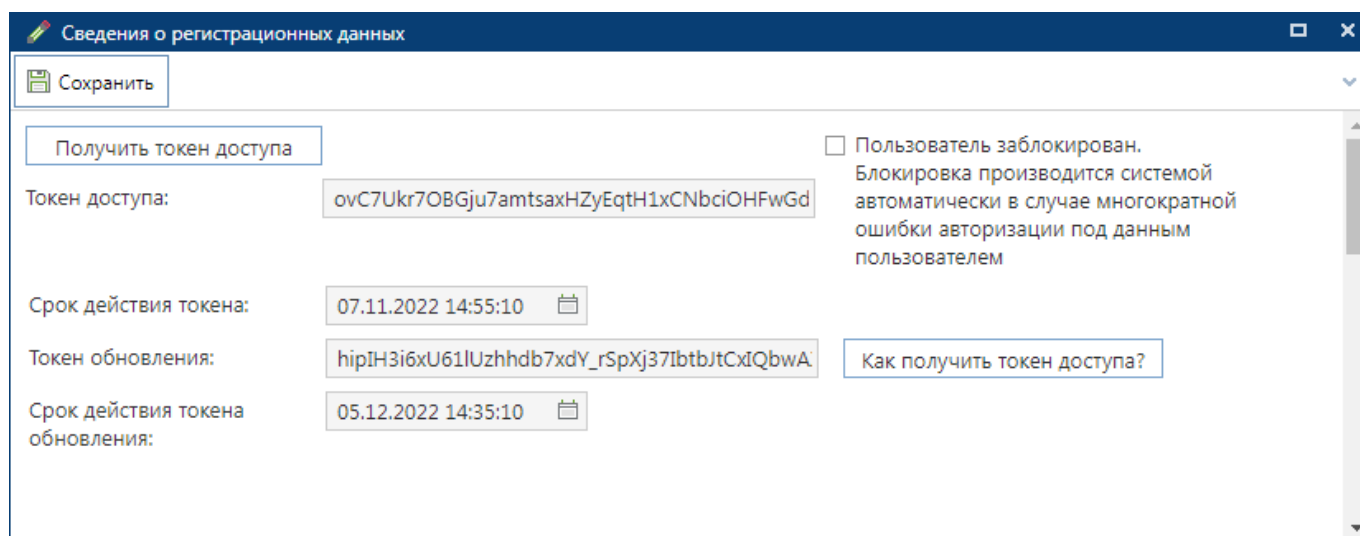 Сведения о регистрационных данных
Сохранить
Получить токен доступа
Пользователь заблокирован.
Блокировка производится системой
автоматически в случае многократной
ошибки авторизации под данным
пользователем
Токен доступа:
ovC7Ukr7OBGju7amtsaxHZyEqtH1xCNbciOHFwGd
Срок действия токена:
07.11.2022 14:55:10
Токен обновления:
hipIH3i6xU61lUzhhdb7xdY_rSpXj37IbtbJtCxIQbwA
Как получить токен доступа?
Срок действия токена
обновления:
05.12.2022 14:35:10